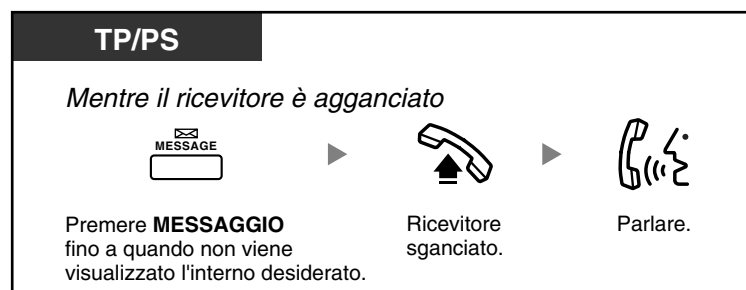 TP/PS
Mentre il ricevitore è agganciato
MESSAGE
Premere MESSAGGIO
fino a quando non viene
visualizzato l'interno desiderato.
Ricevitore
sganciato.
Parlare.